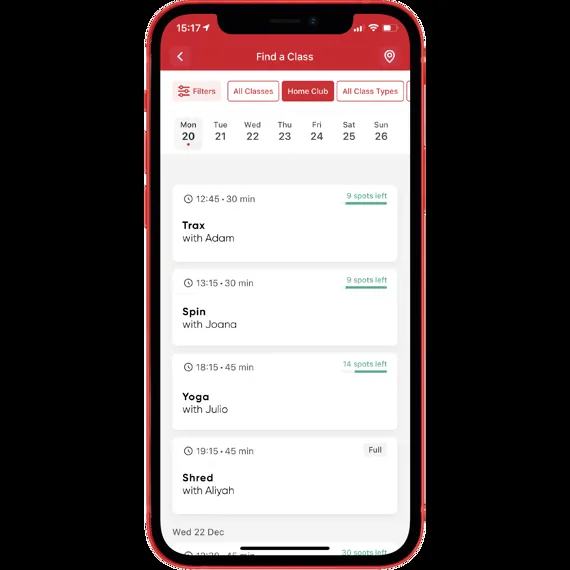 15:17
Find a Class
Filters
All Classes
Home Club
All Class Types
Mon Tue Wed Thu Fri Sat Sun
20 21 22 23 24 25 26
12:45 • 30 min
9 spots left
Trax
with Adam
13:15 • 30 min
9 spots left
Spin
with Joana
18:15 • 45 min
14 spots left
Yoga
with Julio
19:15 • 45 min
Full
Shred
with Aliyah
Wed 22 Dec
30 spots left